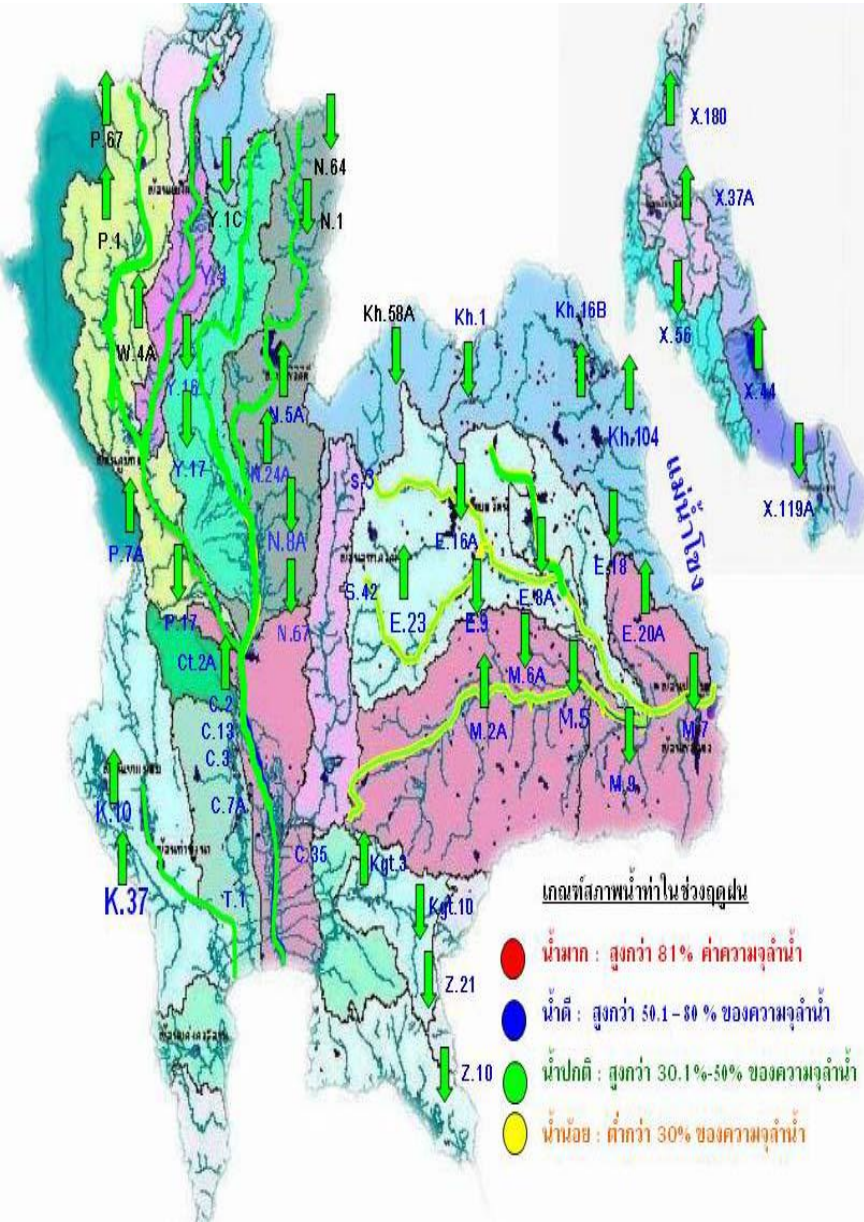 P.67
N.64
X.180
P.1
Y.1C
N.1
X.37A
Y.4
Kh.58A
Kh.1
Kh.16B
W.4A
X.56
Y.16
N.5A
X.44
Kh.104
Y.17
N.24A
s.3
แม่น้ำโขง
X.119A
P.7A
N.8A
E.16A
E.18
S.42
E.8A
P.17
N.67
E.23
E.9
E.20A
Ct.2A
M.6A
C.2
M.2A
M.5
M.7
C.13
C.3
M.9
K.10
C.7A
C.35
Kgt.3
K.37
T.1
Kgt.10
เกณฑ์สภาพน้ำท่าในช่วงฤดูฝน
น้ำมาก : สูงกว่า 81% ค่าความจุลำน้ำ
Z.21
น้ำดี : สูงกว่า 50.1-80 % ของความจุลำน้ำ
Z.10
น้ำปกติ : สูงกว่า 30.1%-50% ของความจุลำน้ำ
น้ำน้อย : ต่ำกว่า 30% ของความจุลำน้ำ